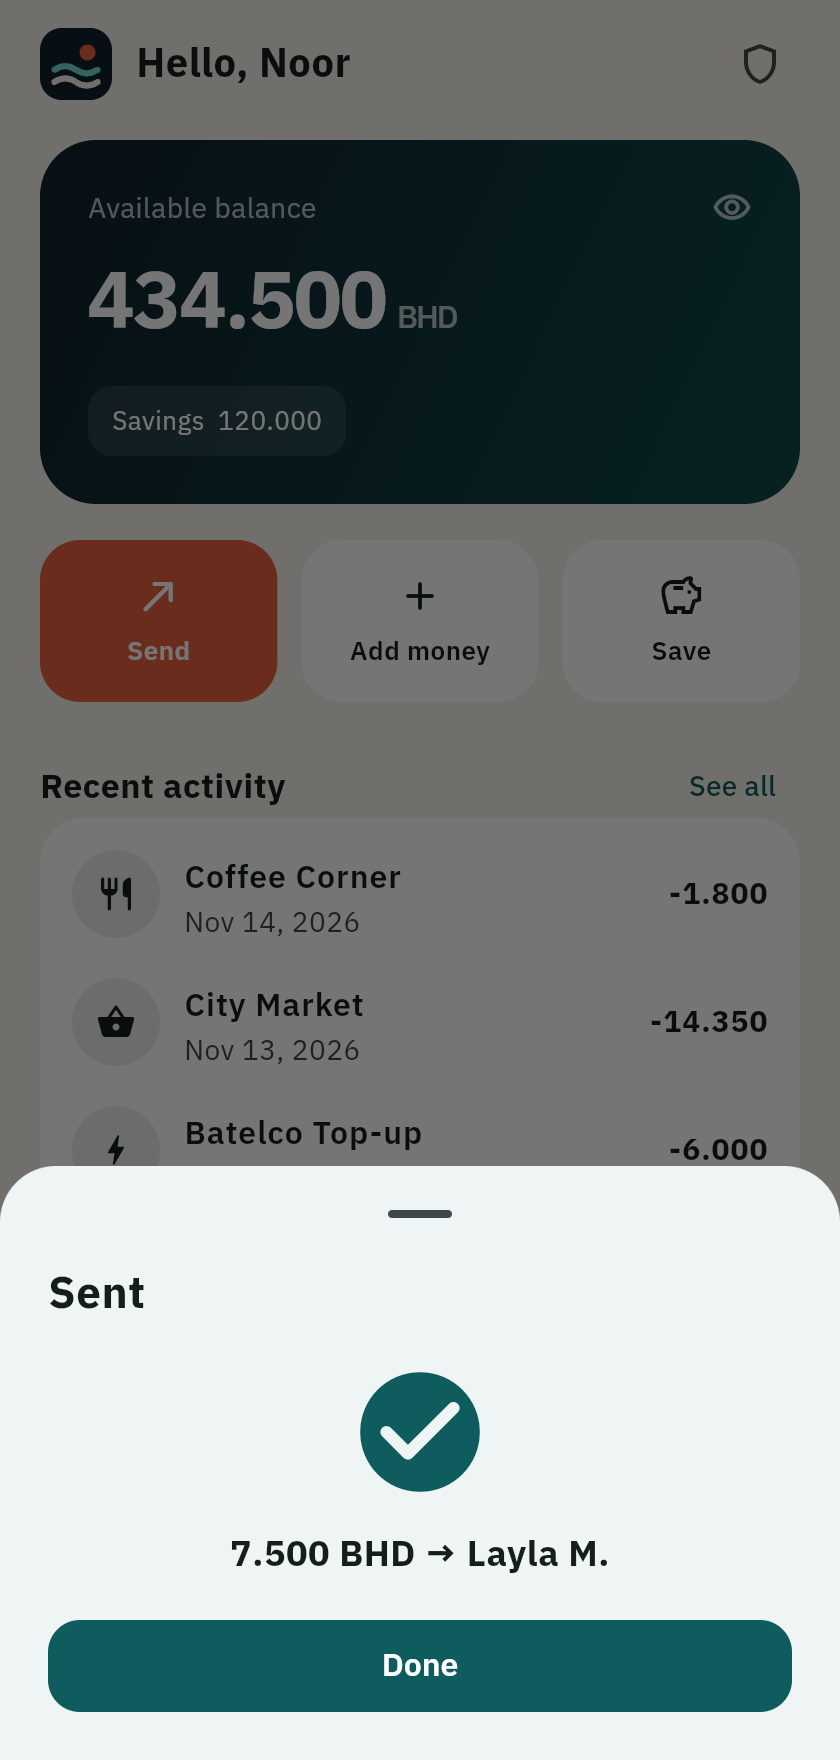 Hello, Noor
Available balance
434.500 BHD
Savings 120.000
Send
Add money
Save
Recent activity
See all
Coffee Corner
-1.800
Nov 14, 2026
City Market
-14.350
Nov 13, 2026
Batelco Top-up
-6.000
Sent
7.500 BHD → Layla M.
Done